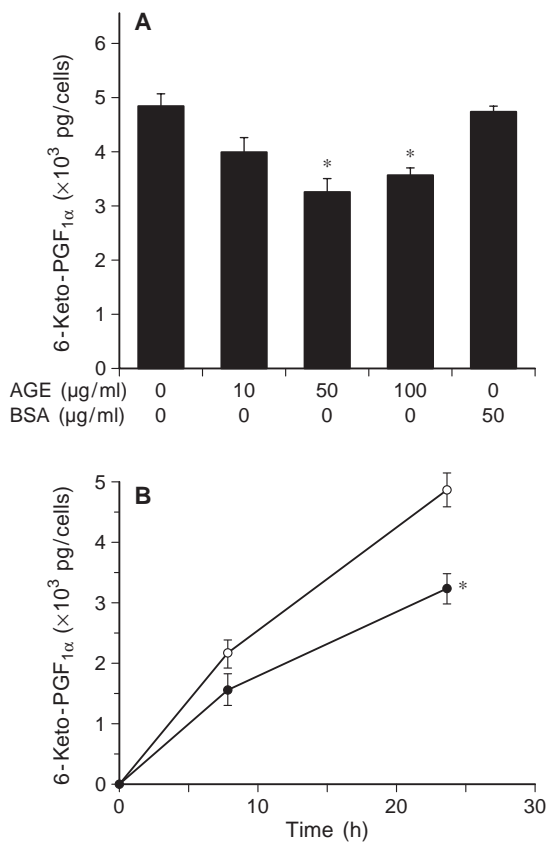 A
6-Keto-PGF1α (×10³ pg/cells)
6
5
4
3
2
1
0
*
*
AGE (µg/ml) 0 10 50 100 0
BSA (µg/ml) 0 0 0 0 50
B
6-Keto-PGF1α (×10³ pg/cells)
5
4
3
2
1
0
*
0 10 20 30
Time (h)